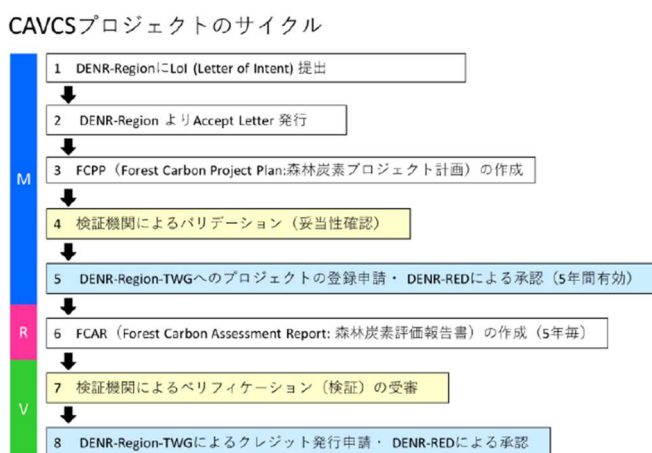 CAVCSプロジェクトのサイクル
M
1 DENR-RegionにLoI (Letter of Intent) 提出
2 DENR-Region よりAccept Letter 発行
3 FCPP（Forest Carbon Project Plan:森林炭素プロジェクト計画）の作成
4 検証機関によるバリデーション（妥当性確認）
5 DENR-Region-TWGへのプロジェクトの登録申請・ DENR-REDによる承認（5年間有効）
R
6 FCAR（Forest Carbon Assessment Report: 森林炭素評価報告書）の作成（5年毎）
V
7 検証機関によるベリフィケーション（検証）の受審
8 DENR-Region-TWGによるクレジット発行申請・ DENR-REDによる承認